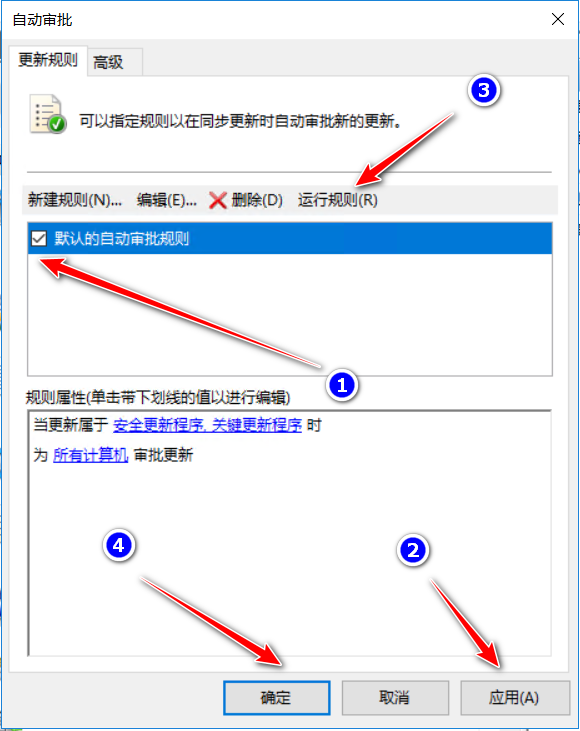 自动审批
更新规则 高级
可以指定规则以在同步更新时自动审批新的更新。
3
新建规则(N)... 编辑(E)... 删除(D) 运行规则(R)
默认的自动审批规则
1
规则属性(单击带下划线的值以进行编辑)
当更新属于 安全更新程序, 关键更新程序 时
为 所有计算机 审批更新
4 2
确定 取消 应用(A)